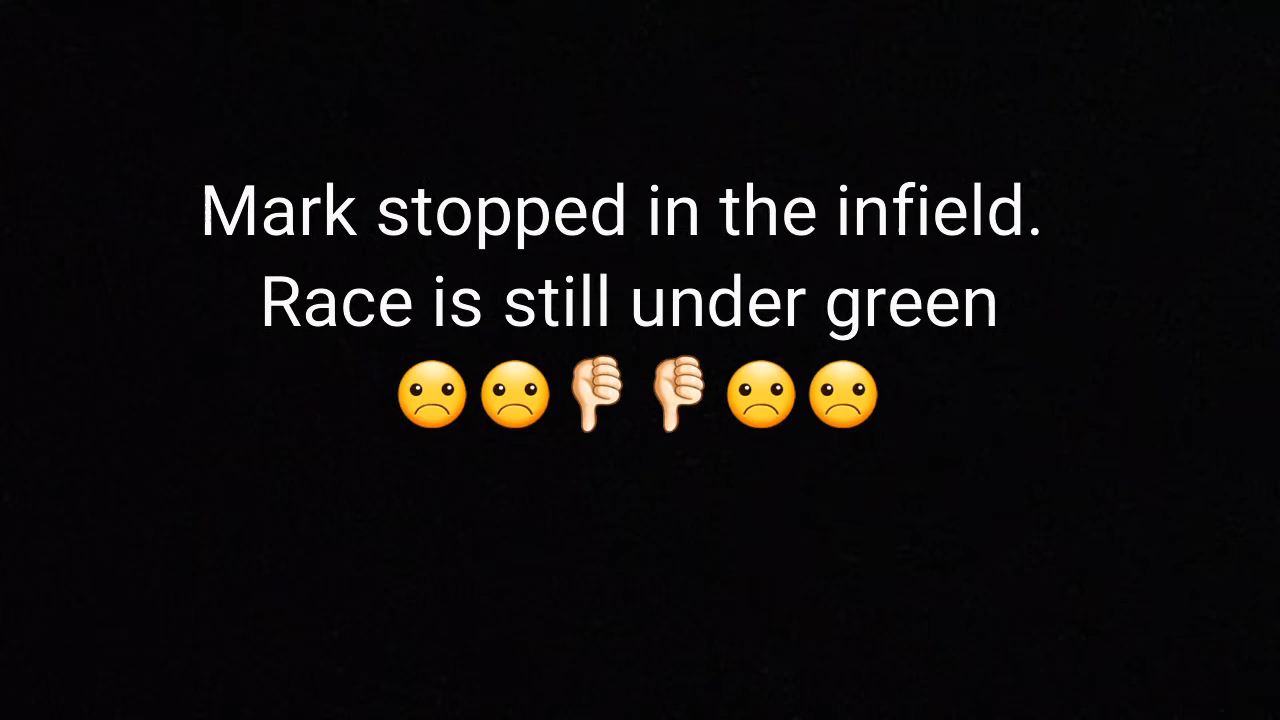 Mark stopped in the infield.
Race is still under green
☹️☹️👎🏻👎🏻☹️☹️